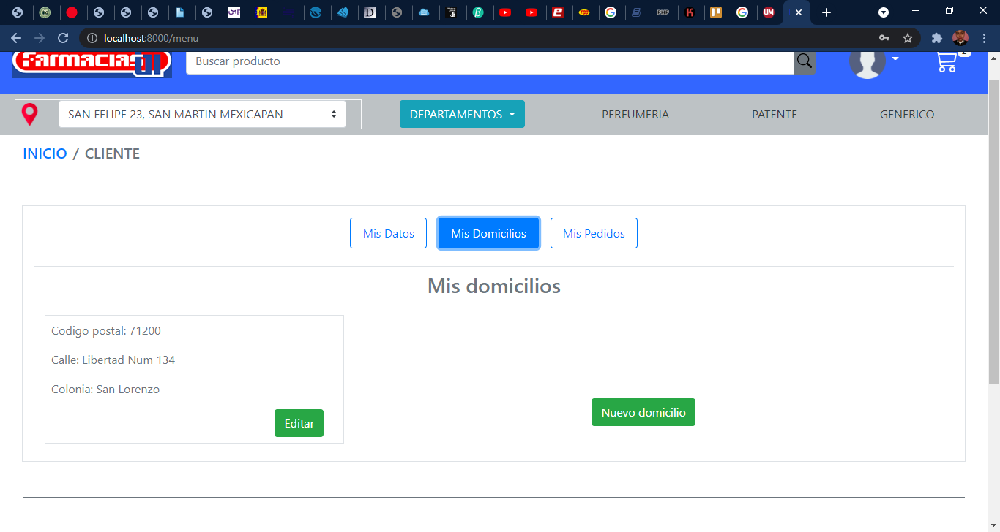 localhost:8000/menu
Farmacias
Buscar producto
SAN FELIPE 23, SAN MARTIN MEXICAPAN
DEPARTAMENTOS
PERFUMERIA
PATENTE
GENERICO
INICIO / CLIENTE
Mis Datos
Mis Domicilios
Mis Pedidos
Mis domicilios
Codigo postal: 71200
Calle: Libertad Num 134
Colonia: San Lorenzo
Editar
Nuevo domicilio